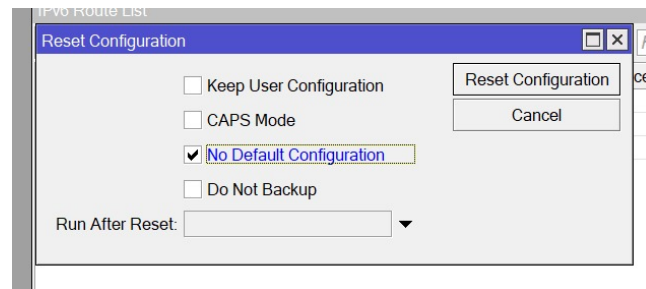 IPv6 Route List
Reset Configuration
Keep User Configuration
Reset Configuration
CAPS Mode
Cancel
No Default Configuration
Do Not Backup
Run After Reset: